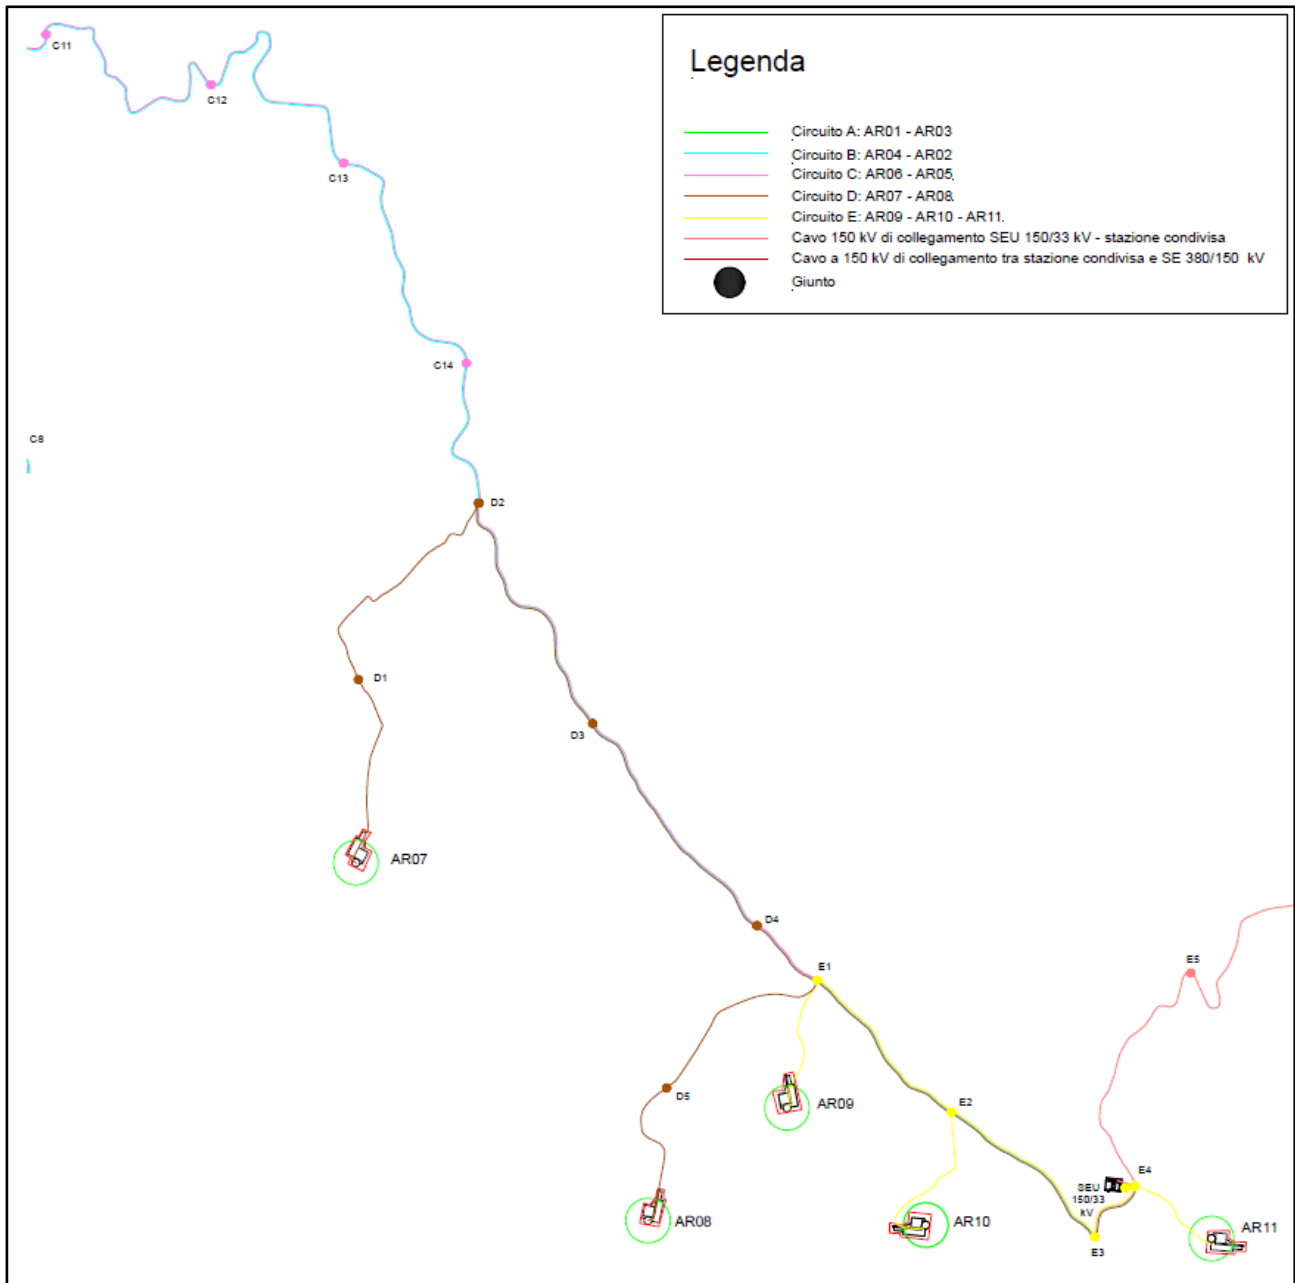 C11
C12
C13
C14
C8
Legenda
Circuito A: AR01 - AR03
Circuito B: AR04 - AR02
Circuito C: AR06 - AR05.
Circuito D: AR07 - AR08.
Circuito E: AR09 - AR10 - AR11.
Cavo 150 kV di collegamento SEU 150/33 kV - stazione condivisa
Cavo a 150 kV di collegamento tra stazione condivisa e SE 380/150 kV
Giunto
D2
D1
D3
AR07
D4
E1
E5
D5
AR09
E2
E4
SEU
150/33
kV
AR08
AR10
AR11
E3